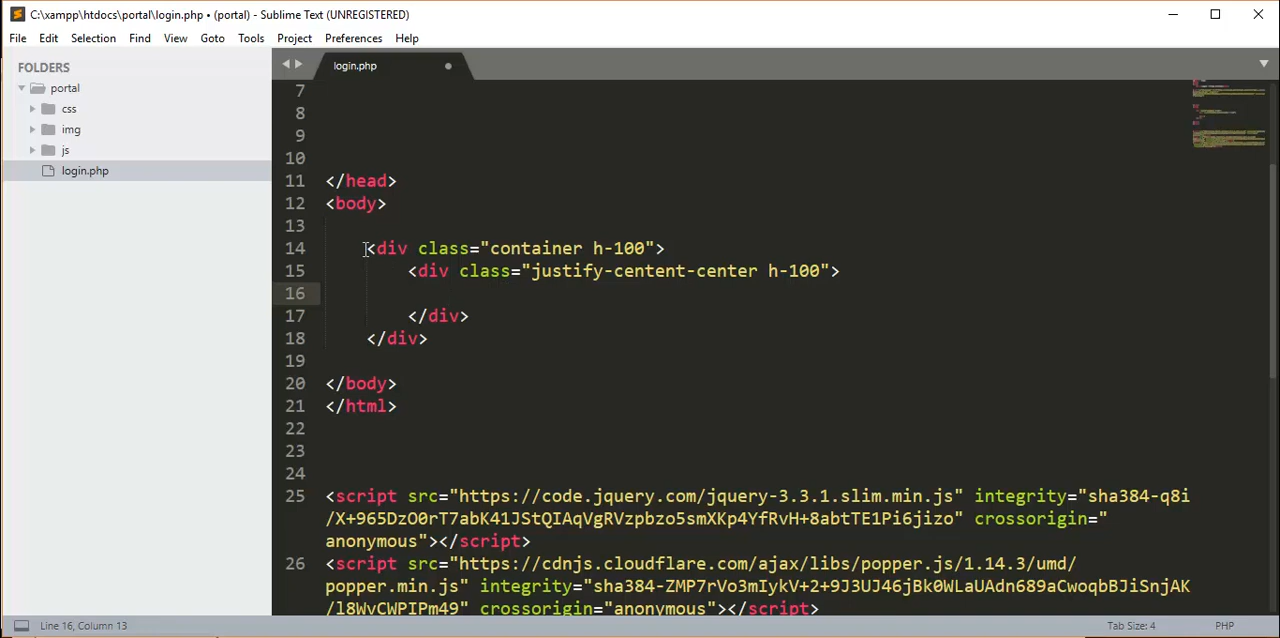 C:\xampp\htdocs\portal\login.php • (portal) - Sublime Text (UNREGISTERED)
File Edit Selection Find View Goto Tools Project Preferences Help
FOLDERS
portal
css
img
js
login.php
login.php
7
8
9
10
11 </head>
12 <body>
13
14 <div class="container h-100">
15 <div class="justify-centent-center h-100">
16
17 </div>
18 </div>
19
20 </body>
21 </html>
22
23
24
25 <script src="https://code.jquery.com/jquery-3.3.1.slim.min.js" integrity="sha384-q8i
/X+965DzO0rT7abK41JStQIAqVgRVzpbzo5smXKp4YfRvH+8abtTE1Pi6jizo" crossorigin="
anonymous"></script>
26 <script src="https://cdnjs.cloudflare.com/ajax/libs/popper.js/1.14.3/umd/
popper.min.js" integrity="sha384-ZMP7rVo3mIykV+2+9J3UJ46jBk0WLaUAdn689aCwoqbBJiSnjAK
/l8WvCWPIPm49" crossorigin="anonymous"></script>
Line 16, Column 13
Tab Size: 4
PHP